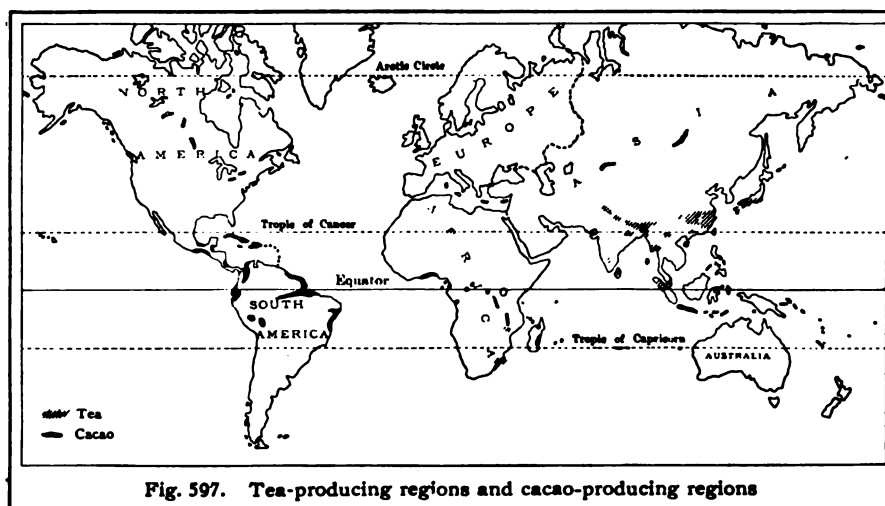 Arctic Circle
NORTH
AMERICA
EUROPE
ASIA
Tropic of Cancer
AFRICA
Equator
SOUTH
AMERICA
Tropic of Capricorn
AUSTRALIA
Tea
Cacao
Fig. 597. Tea-producing regions and cacao-producing regions